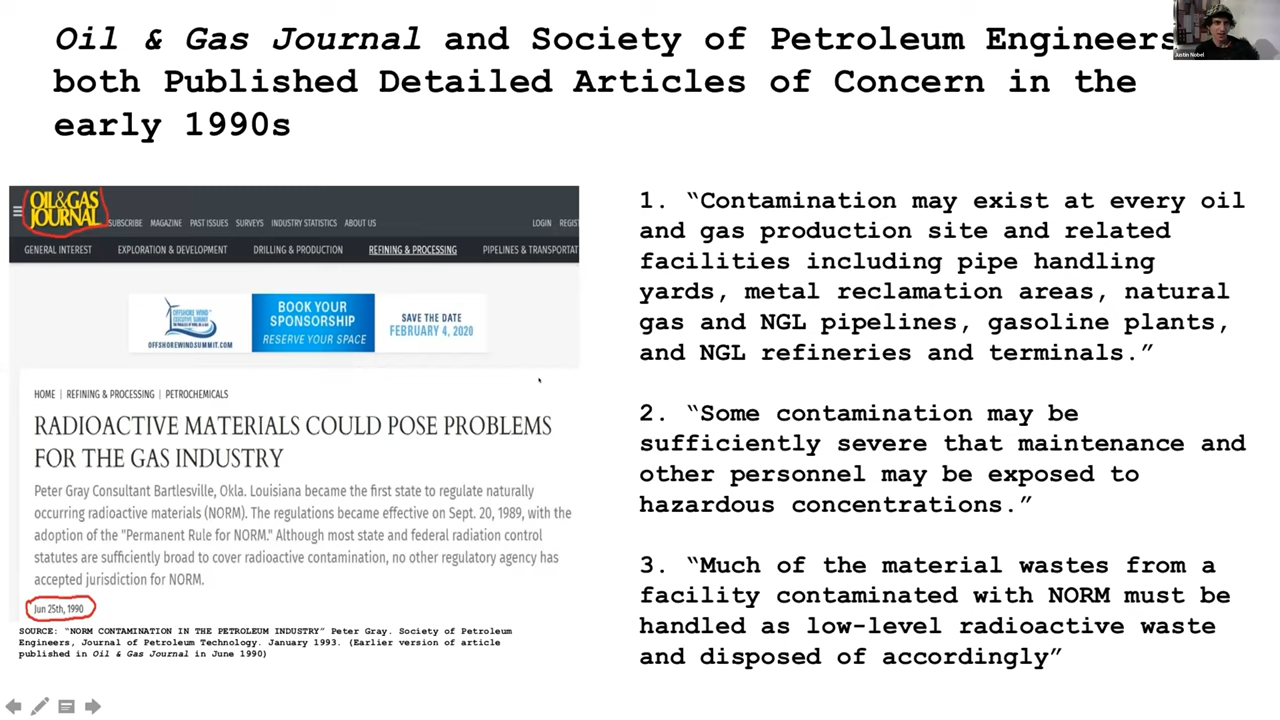 Oil & Gas Journal and Society of Petroleum Engineers
both Published Detailed Articles of Concern in the
early 1990s
Justin Nobel
OIL&GAS
JOURNAL
SUBSCRIBE MAGAZINE PAST ISSUES SURVEYS INDUSTRY STATISTICS ABOUT US LOGIN REGIST
GENERAL INTEREST EXPLORATION & DEVELOPMENT DRILLING & PRODUCTION REFINING & PROCESSING PIPELINES & TRANSPORTAT
OFFSHORE WIND
EXECUTIVE SUMMIT
OFFSHOREWINDSUMMIT.COM
BOOK YOUR
SPONSORSHIP
RESERVE YOUR SPACE
SAVE THE DATE
FEBRUARY 4, 2020
HOME | REFINING & PROCESSING | PETROCHEMICALS
RADIOACTIVE MATERIALS COULD POSE PROBLEMS
FOR THE GAS INDUSTRY
Peter Gray Consultant Bartlesville, Okla. Louisiana became the first state to regulate naturally
occurring radioactive materials (NORM). The regulations became effective on Sept. 20, 1989, with the
adoption of the "Permanent Rule for NORM." Although most state and federal radiation control
statutes are sufficiently broad to cover radioactive contamination, no other regulatory agency has
accepted jurisdiction for NORM.
Jun 25th, 1990
SOURCE: “NORM CONTAMINATION IN THE PETROLEUM INDUSTRY” Peter Gray. Society of Petroleum
Engineers, Journal of Petroleum Technology. January 1993. (Earlier version of article
published in Oil & Gas Journal in June 1990)
1. “Contamination may exist at every oil
and gas production site and related
facilities including pipe handling
yards, metal reclamation areas, natural
gas and NGL pipelines, gasoline plants,
and NGL refineries and terminals.”
2. “Some contamination may be
sufficiently severe that maintenance and
other personnel may be exposed to
hazardous concentrations.”
3. “Much of the material wastes from a
facility contaminated with NORM must be
handled as low-level radioactive waste
and disposed of accordingly”